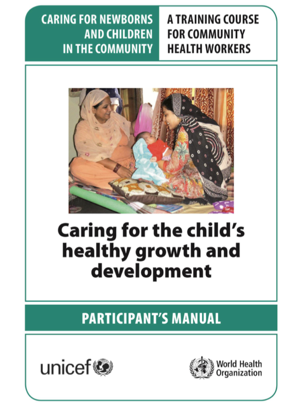 CARING FOR NEWBORNS
AND CHILDREN
IN THE COMMUNITY
A TRAINING COURSE
FOR COMMUNITY
HEALTH WORKERS
Caring for the child's
healthy growth and
development
PARTICIPANT'S MANUAL
unicef
World Health
Organization